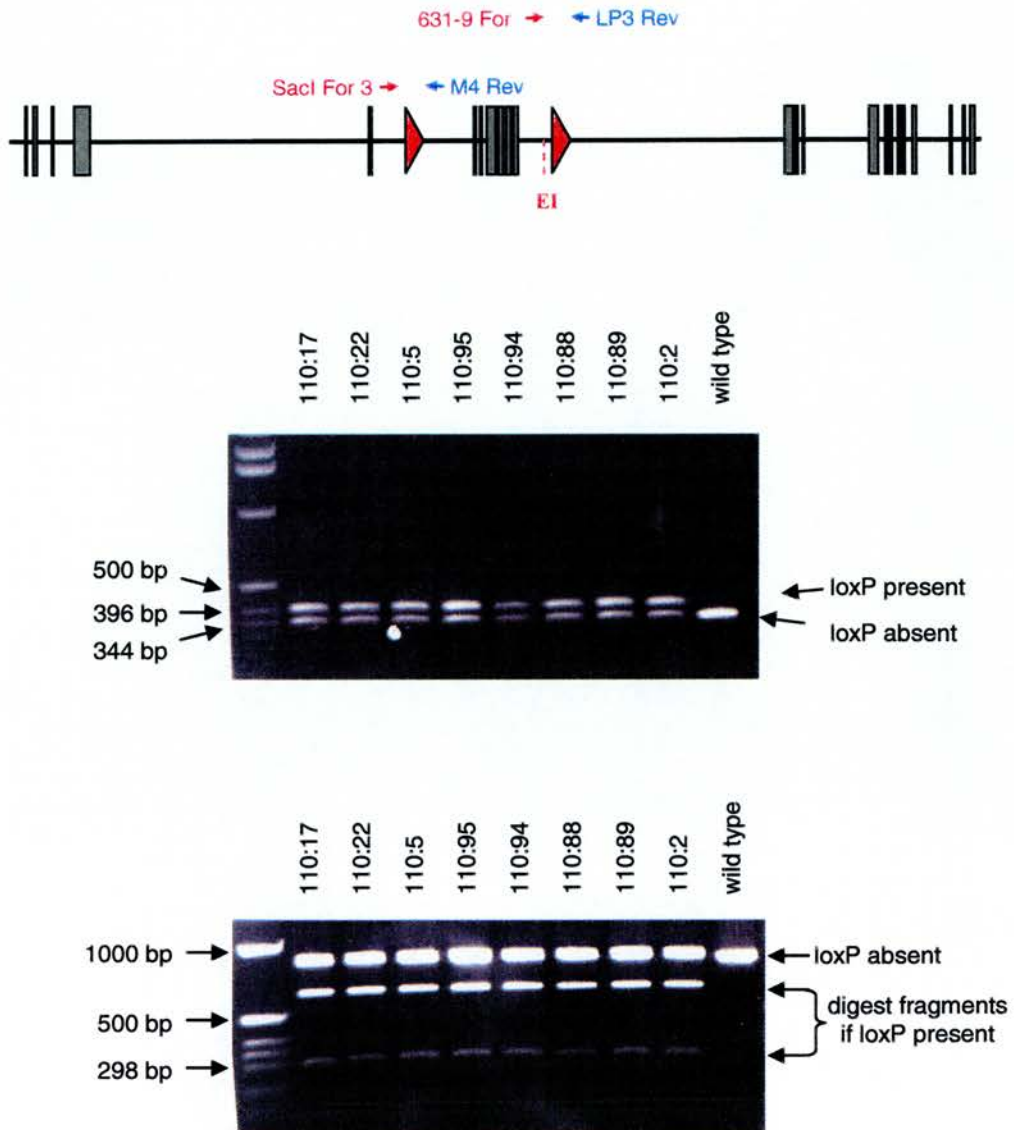 631-9 For LP3 Rev
SacI For 3 M4 Rev
EI
110:17 110:22 110:5 110:95 110:94 110:88 110:89 110:2 wild type
500 bp
396 bp
344 bp
loxP present
loxP absent
110:17 110:22 110:5 110:95 110:94 110:88 110:89 110:2 wild type
1000 bp
500 bp
298 bp
loxP absent
digest fragments
if loxP present